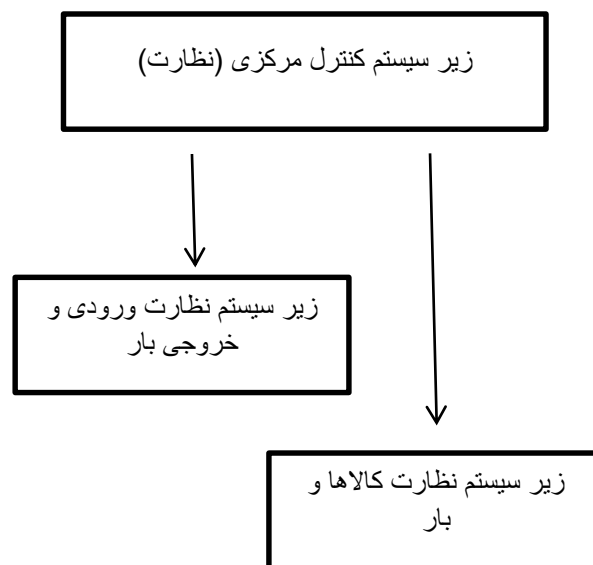 زیر سیستم کنترل مرکزی (نظارت)
زیر سیستم نظارت ورودی و
خروجی بار
زیر سیستم نظارت کالاها و
بار